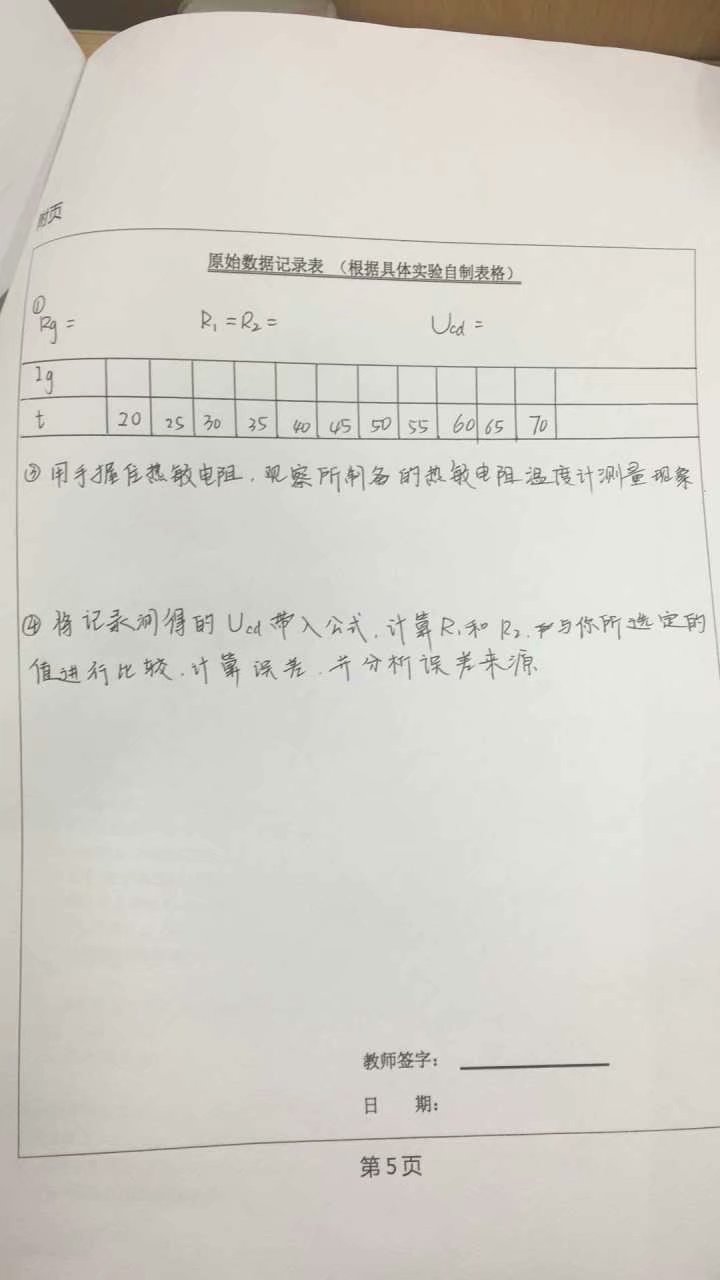 附页
原始数据记录表 （根据具体实验自制表格）
①
Rg =  R₁ = R₂ =  Ucd =
Ig
t 20 25 30 35 40 45 50 55 60 65 70
③ 用手握住热敏电阻，观察所制备的热敏电阻温度计测量现象
④ 将记录测得的 Ucd 带入公式，计算 R₁ 和 R₂，与你所选定的
值进行比较，计算误差，并分析误差来源
教师签字：
日 期：
第 5 页